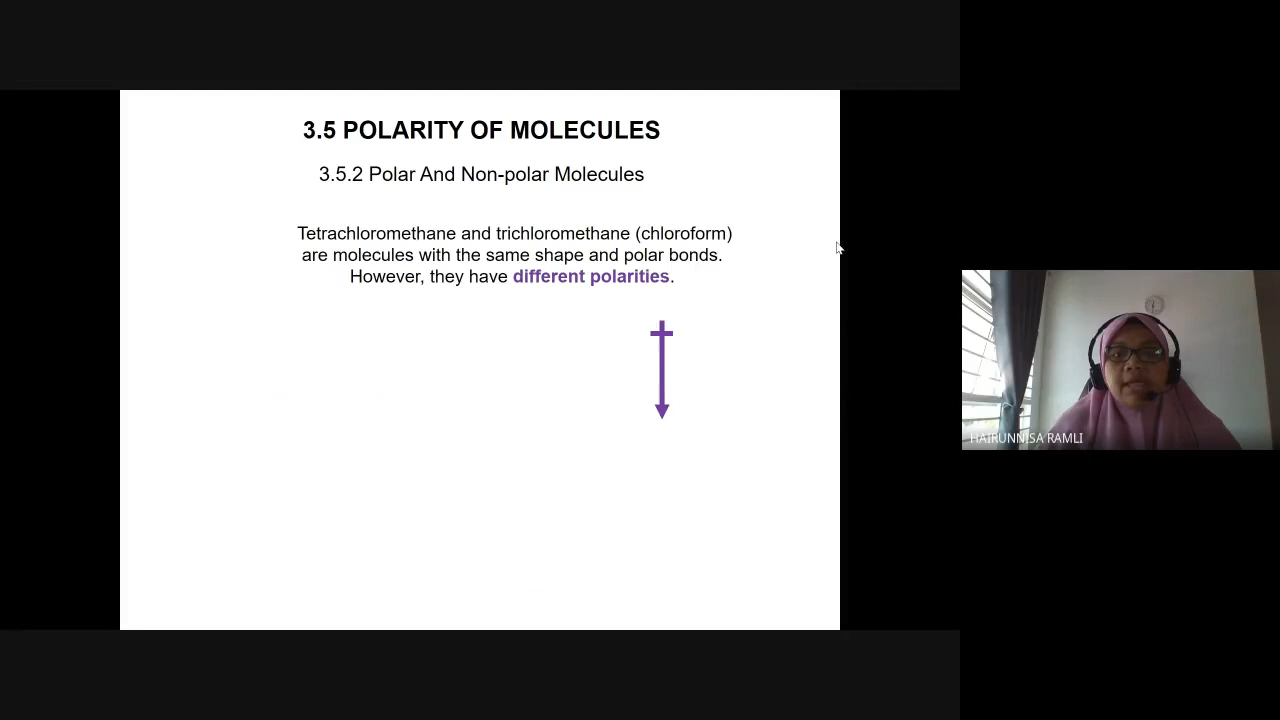 3.5 POLARITY OF MOLECULES
3.5.2 Polar And Non-polar Molecules
Tetrachloromethane and trichloromethane (chloroform)
are molecules with the same shape and polar bonds.
However, they have different polarities.
HAIRUNNISA RAMLI